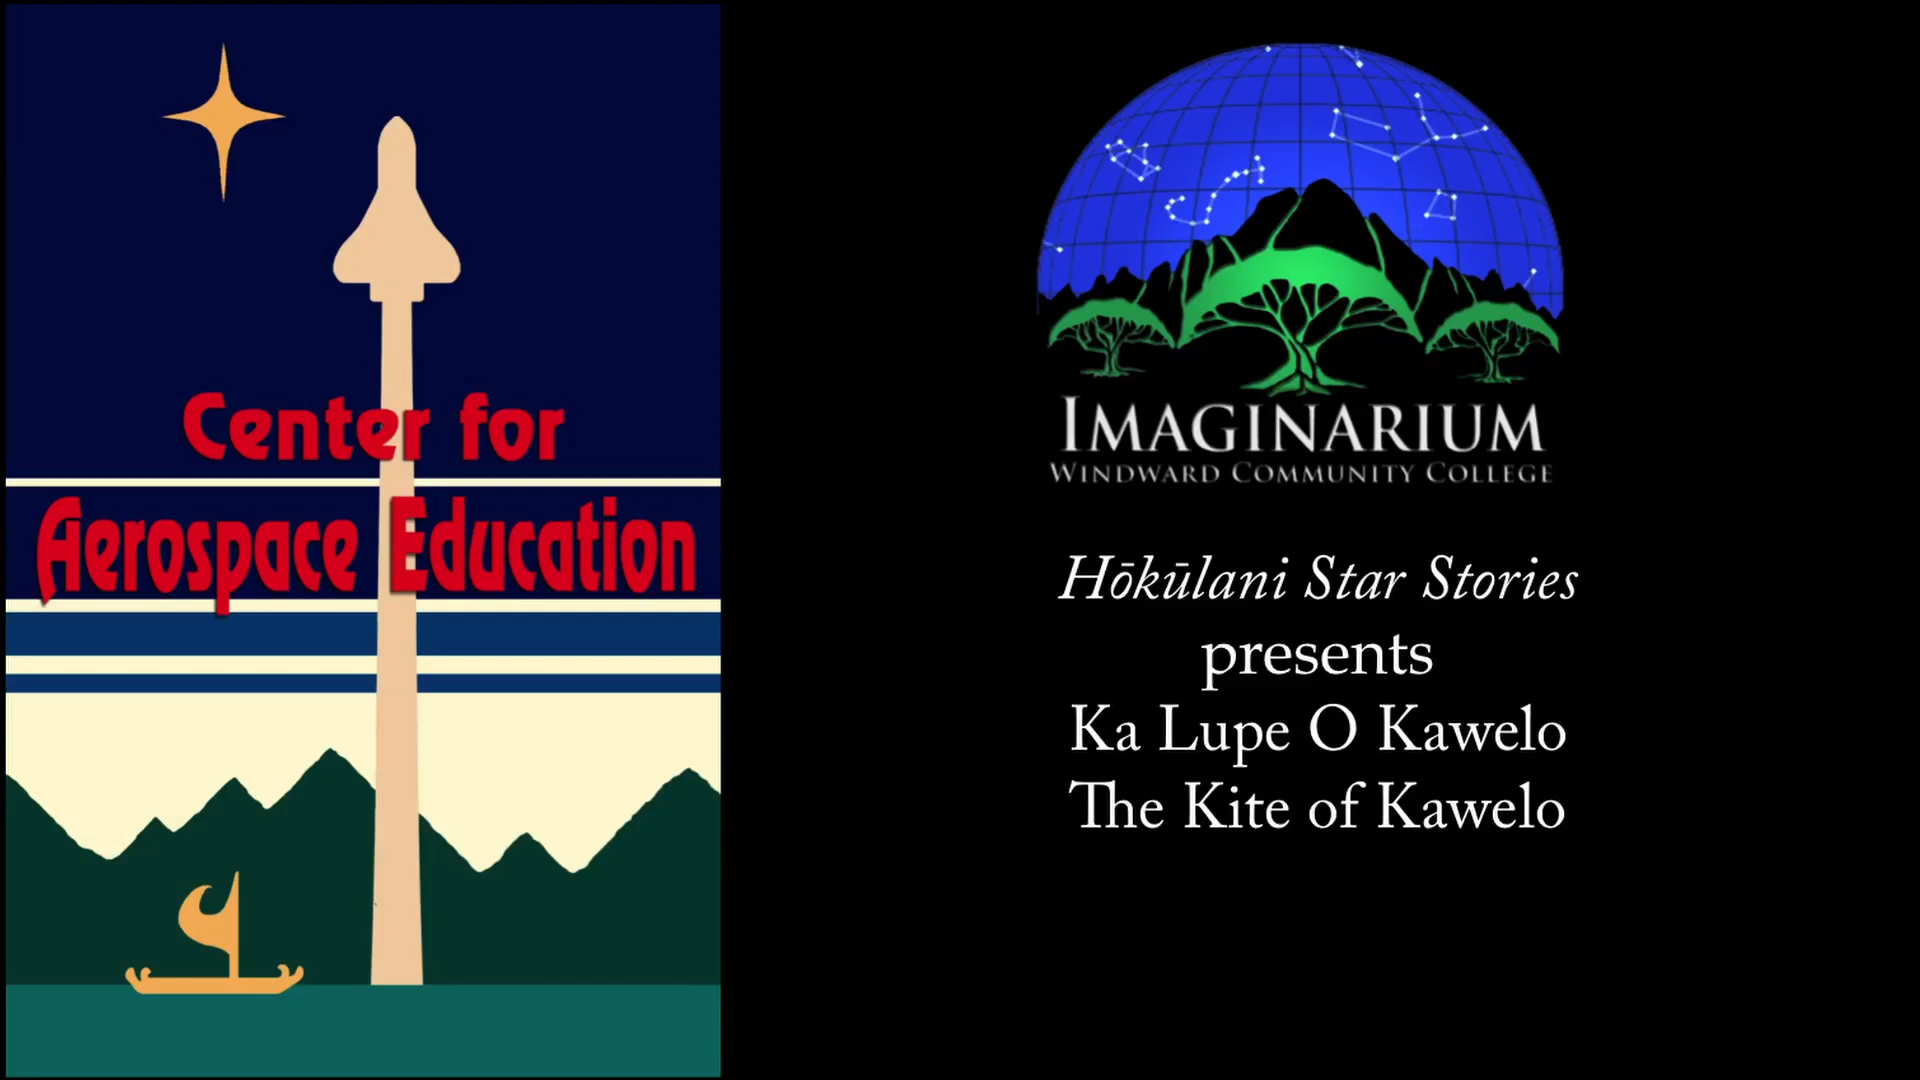 Center for
Aerospace Education
IMAGINARIUM
WINDWARD COMMUNITY COLLEGE
Hōkūlani Star Stories
presents
Ka Lupe O Kawelo
The Kite of Kawelo